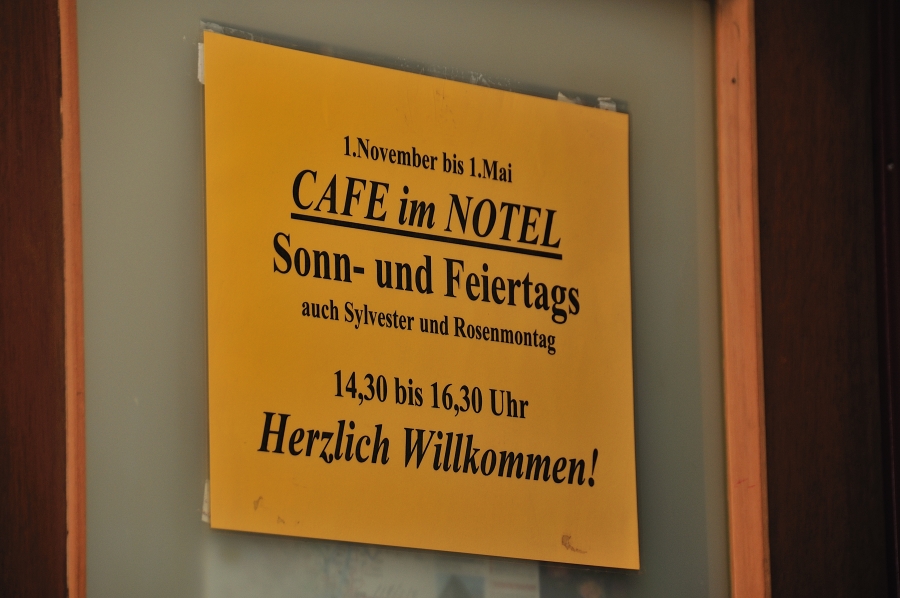 1.November bis 1.Mai
CAFE im NOTEL
Sonn- und Feiertags
auch Sylvester und Rosenmontag
14,30 bis 16,30 Uhr
Herzlich Willkommen!